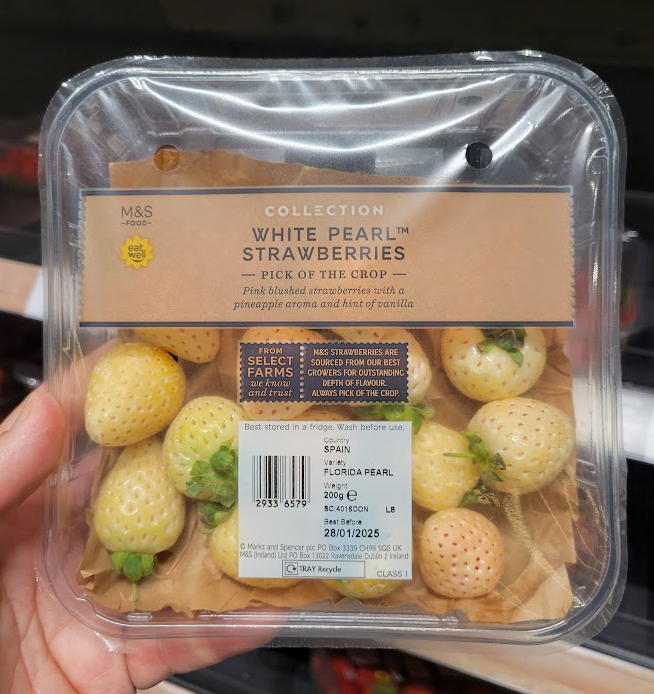 M&S
FOOD
eat
well
COLLECTION
WHITE PEARL™
STRAWBERRIES
PICK OF THE CROP
Pink blushed strawberries with a
pineapple aroma and hint of vanilla
FROM
SELECT
FARMS
we know
and trust
M&S STRAWBERRIES ARE
SOURCED FROM OUR BEST
GROWERS FOR OUTSTANDING
DEPTH OF FLAVOUR.
ALWAYS PICK OF THE CROP.
Best stored in a fridge. Wash before use.
Country
SPAIN
Variety
FLORIDA PEARL
Weight
200g ℮
SC:4016DON L8
Best Before
28/01/2025
2933 6579
© Marks and Spencer plc PO Box 3339 CH99 9QS UK
M&S (Ireland) Ltd PO Box 13022 Ravensdale Dublin 2 Ireland
TRAY Recycle
CLASS I